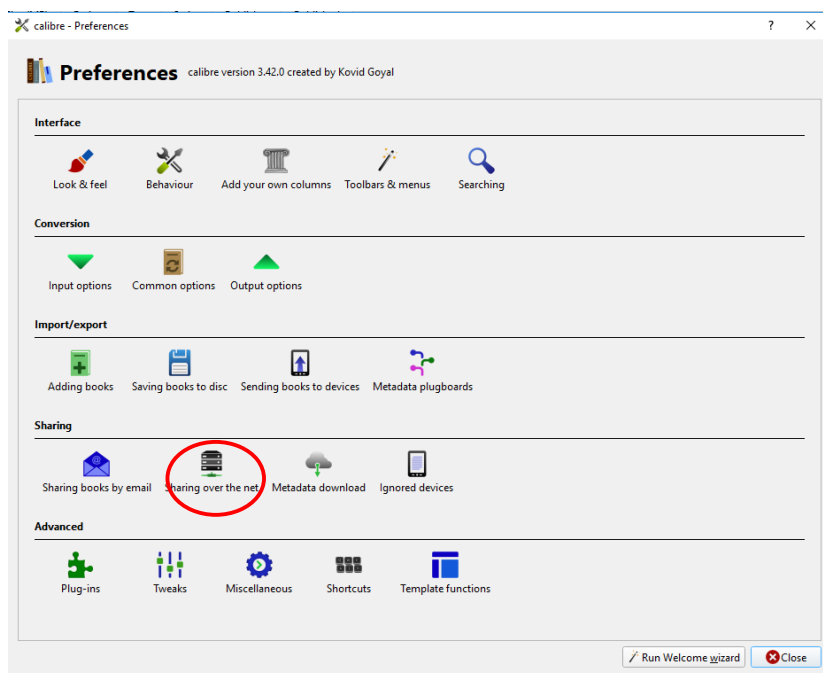 calibre - Preferences ?
Preferences calibre version 3.42.0 created by Kovid Goyal
Interface
Look & feel Behaviour Add your own columns Toolbars & menus Searching
Conversion
Input options Common options Output options
Import/export
Adding books Saving books to disc Sending books to devices Metadata plugboards
Sharing
Sharing books by email Sharing over the net Metadata download Ignored devices
Advanced
Plug-ins Tweaks Miscellaneous Shortcuts Template functions
Run Welcome wizard Close